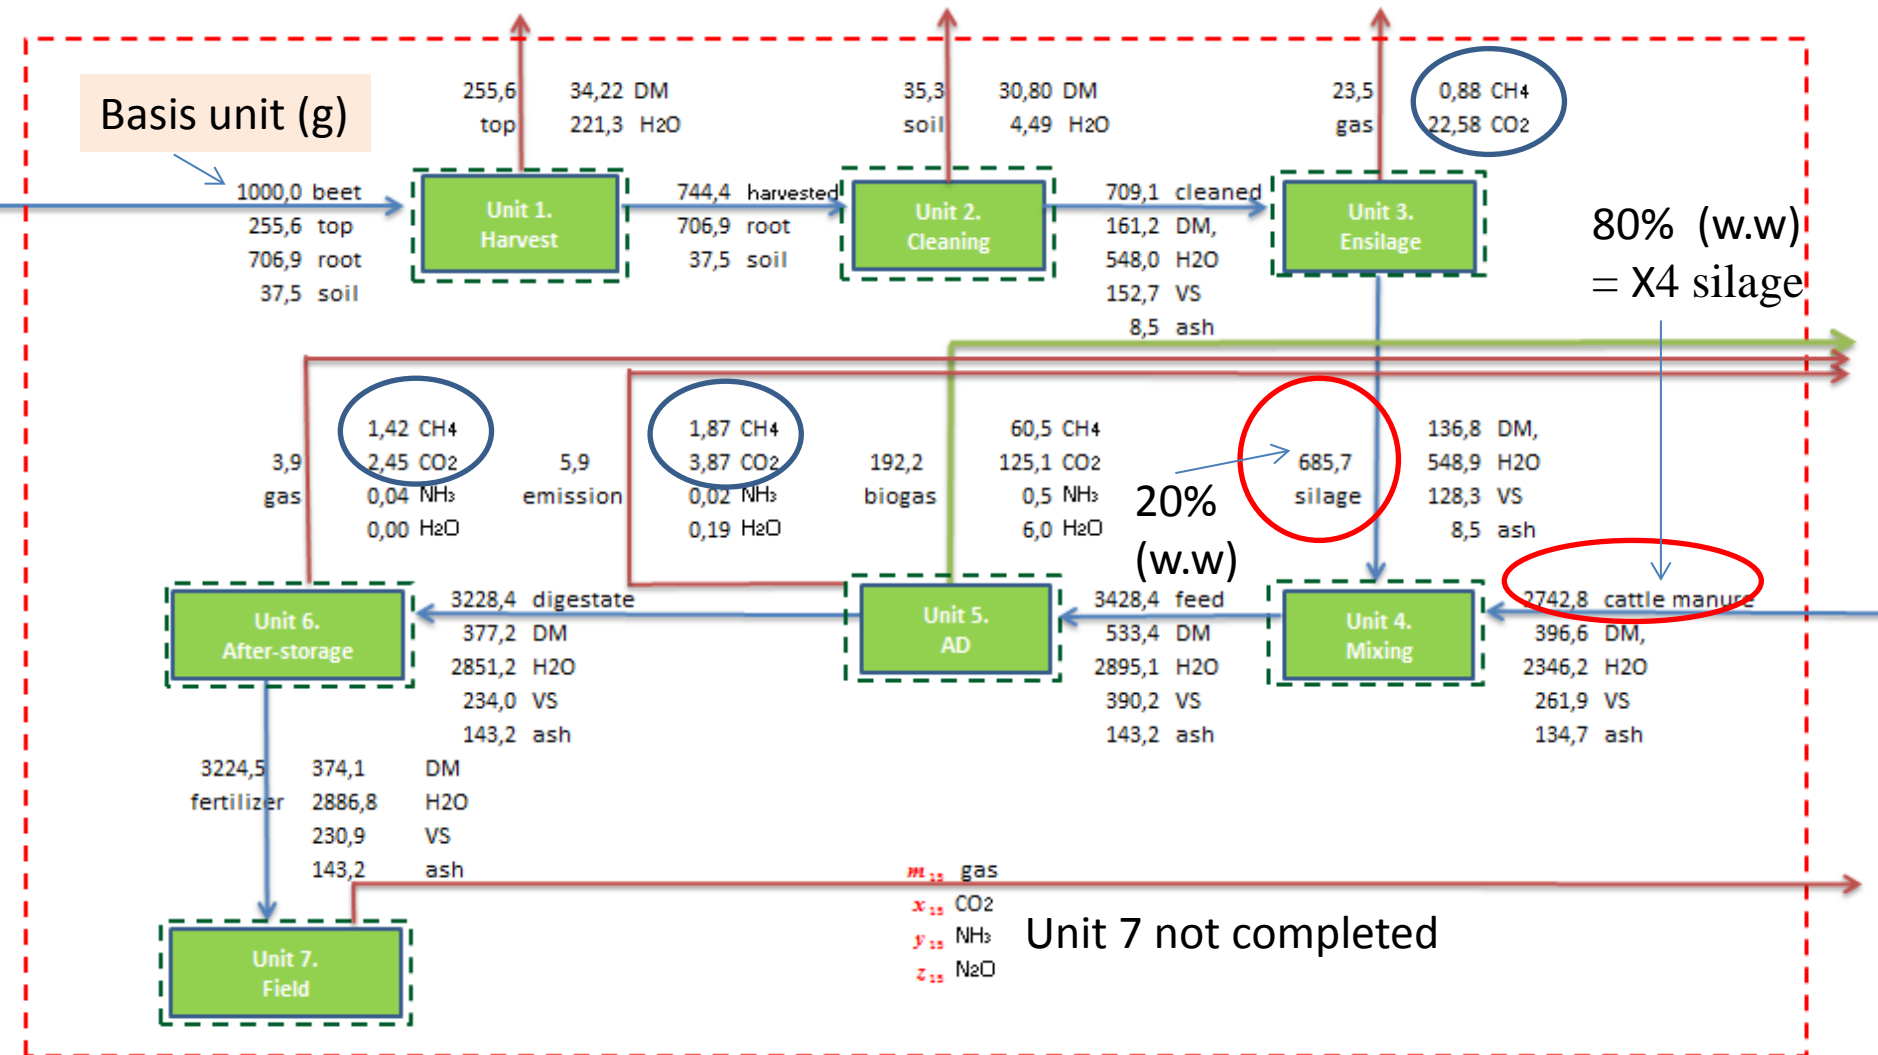 Basis unit (g)
255,6 34,22 DM
top 221,3 H2O
35,3 30,80 DM
soil 4,49 H2O
23,5 0,88 CH4
gas 22,58 CO2
1000,0 beet
255,6 top
706,9 root
37,5 soil
Unit 1.
Harvest
744,4 harvested
706,9 root
37,5 soil
Unit 2.
Cleaning
709,1 cleaned
161,2 DM,
548,0 H2O
152,7 VS
8,5 ash
Unit 3.
Ensilage
80% (w.w)
= X4 silage
1,42 CH4
3,9 2,45 CO2
gas 0,04 NH3
0,00 H2O
1,87 CH4
5,9 3,87 CO2
emission 0,02 NH3
0,19 H2O
60,5 CH4
192,2 125,1 CO2
biogas 0,5 NH3
6,0 H2O
20%
(w.w)
685,7
silage
136,8 DM,
548,9 H2O
128,3 VS
8,5 ash
Unit 6.
After-storage
3228,4 digestate
377,2 DM
2851,2 H2O
234,0 VS
143,2 ash
Unit 5.
AD
3428,4 feed
533,4 DM
2895,1 H2O
390,2 VS
143,2 ash
Unit 4.
Mixing
2742,8 cattle manure
396,6 DM,
2346,2 H2O
261,9 VS
134,7 ash
3224,5 374,1 DM
fertilizer 2886,8 H2O
230,9 VS
143,2 ash
m15 gas
x15 CO2
y15 NH3
z15 N2O
Unit 7 not completed
Unit 7.
Field